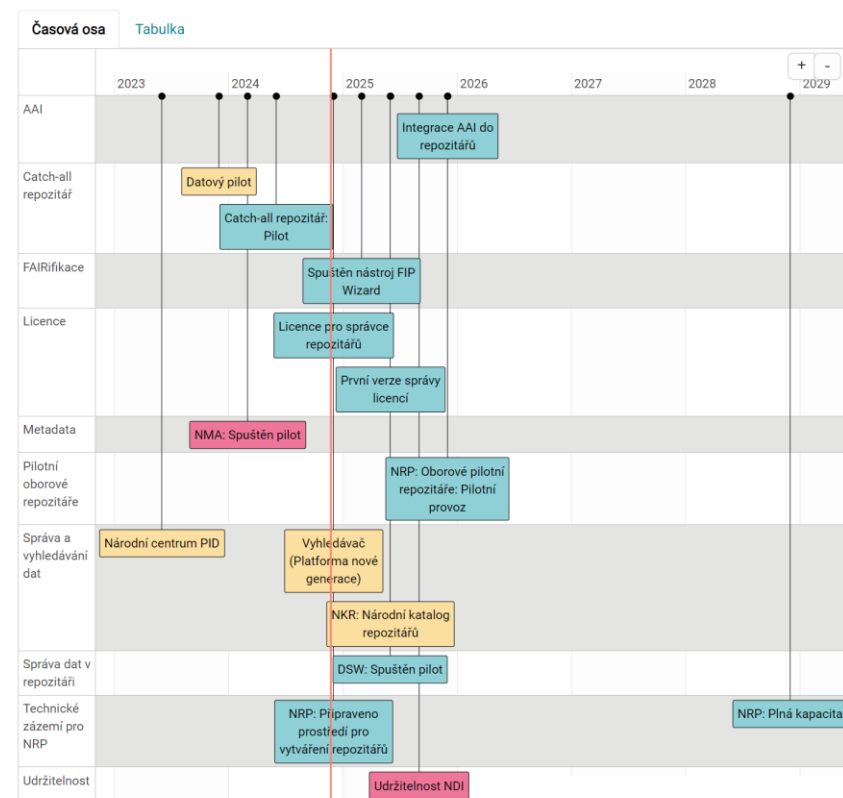 Časová osa
Tabulka
+ -
2023 2024 2025 2026 2027 2028 2029
AAI
Integrace AAI do
repozitářů
Catch-all
repozitář
Datový pilot
Catch-all repozitář:
Pilot
FAIRifikace
Spuštěn nástroj FIP
Wizard
Licence
Licence pro správce
repozitářů
První verze správy
licencí
Metadata
NMA: Spuštěn pilot
Pilotní
oborové
repozitáře
NRP: Oborové pilotní
repozitáře: Pilotní
provoz
Správa a
vyhledávání
dat
Národní centrum PID
Vyhledávač
(Platforma nové
generace)
NKR: Národní katalog
repozitářů
Správa dat v
repozitáři
DSW: Spuštěn pilot
Technické
zázemí pro
NRP
NRP: Připraveno
prostředí pro
vytváření repozitářů
NRP: Plná kapacita
Udržitelnost
Udržitelnost NDI